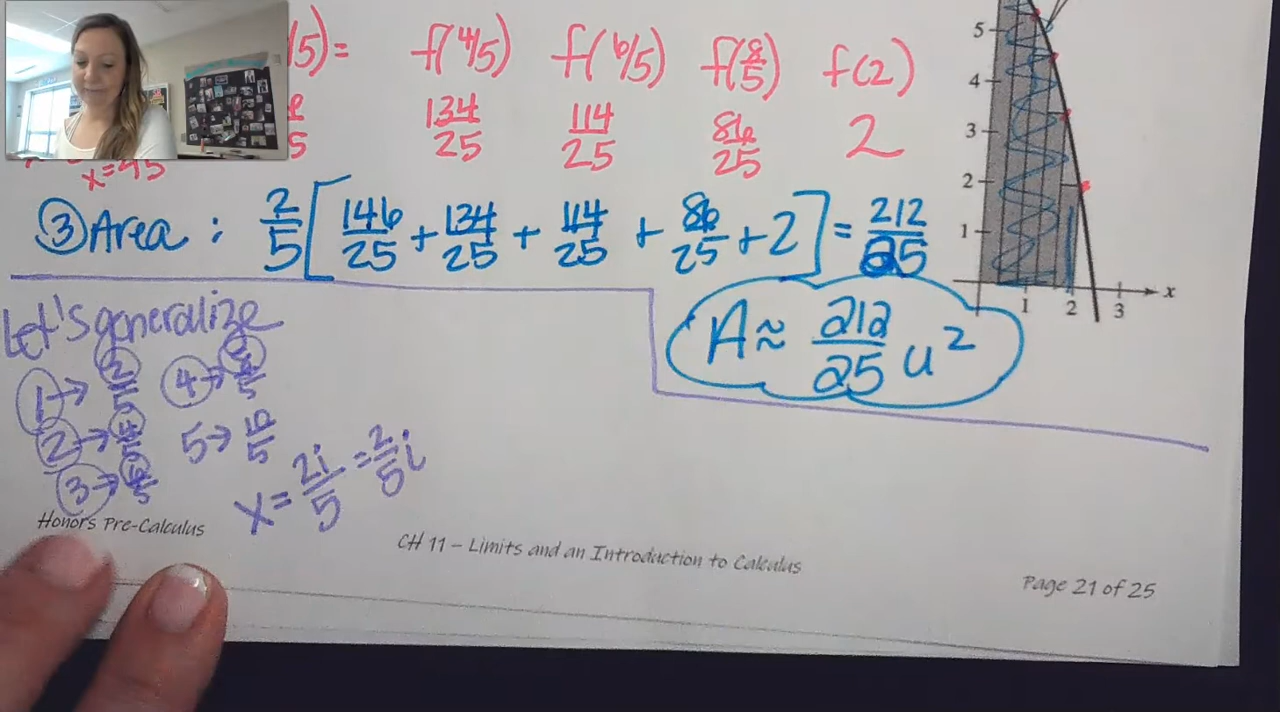 /5)= f(4/5) f(6/5) f(8/5) f(2)
134/25 114/25 86/25 2
③ Area : 2/5 [146/25 + 134/25 + 114/25 + 86/25 + 2] = 212/25
A ≈ 212/25 u²
5
4
3
2
1
1 2 3 x
Let's generalize
1 → 2/5 4 → 8/5
2 → 4/5 5 →
3 → 6/5
x = 2i/5 = 2/5 i
Honors Pre-Calculus
CH 11 – Limits and an Introduction to Calculus
Page 21 of 25